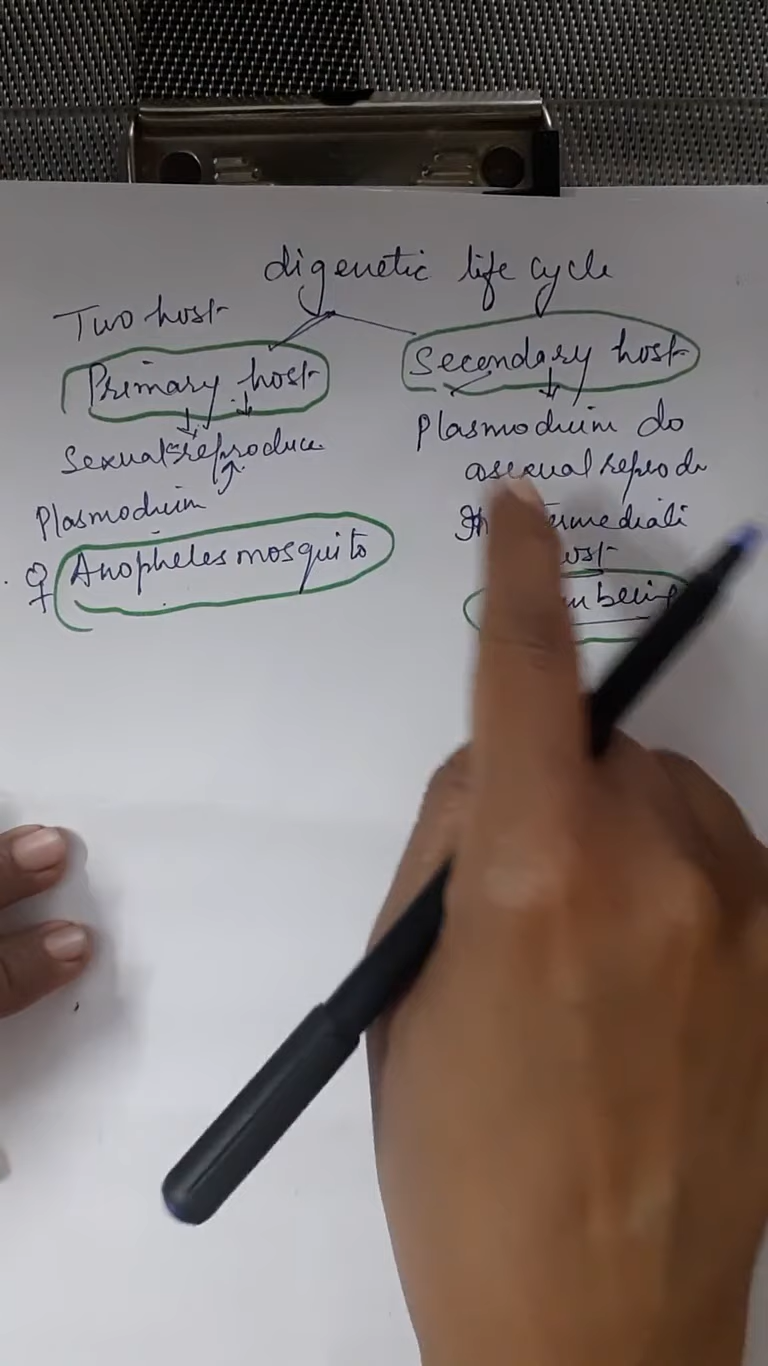 digenetic life cycle
Two host
Primary host
Sexual reproduce
Plasmodium
♀ Anopheles mosquito
Secondary host
Plasmodium do
asexual reprodu
host
being